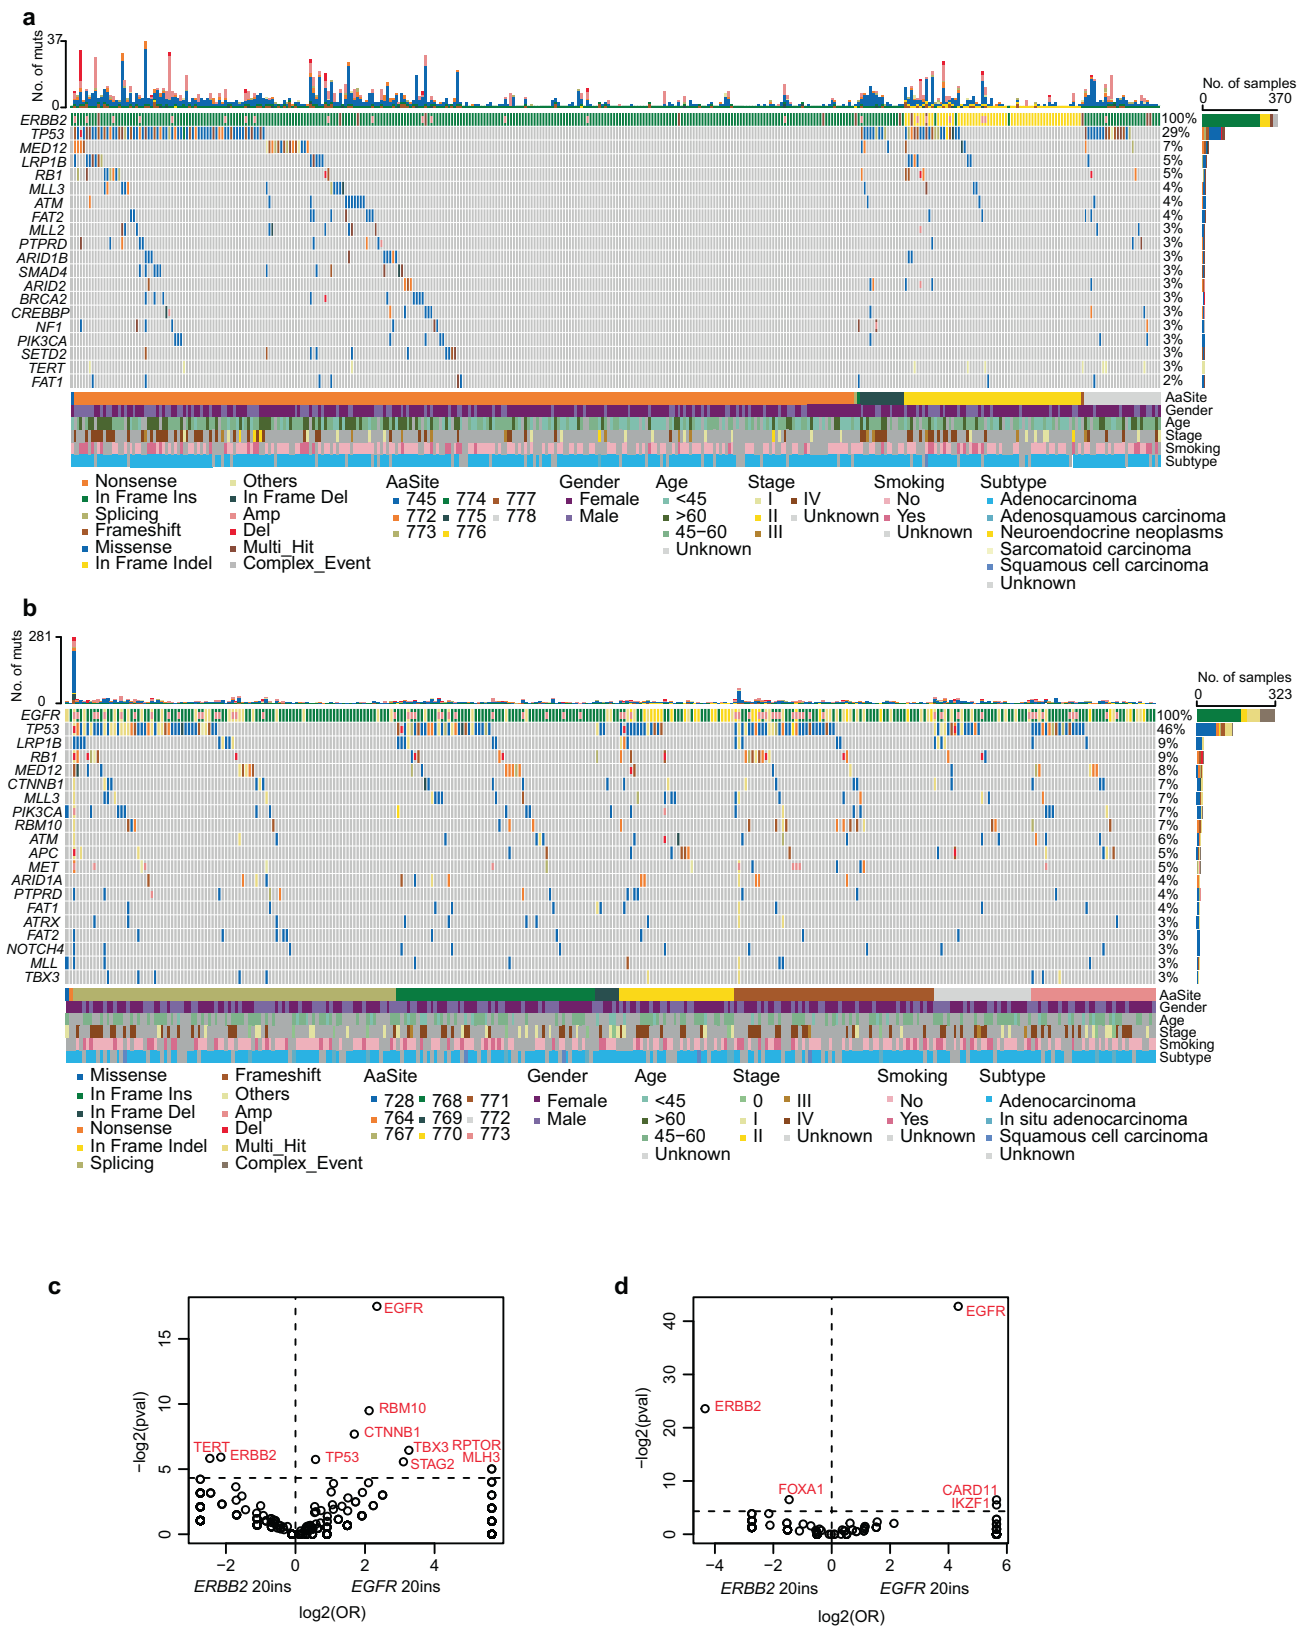 a
37
No. of muts
0
No. of samples
0 370
ERBB2 100%
TP53 29%
MED12 7%
LRP1B 5%
RB1 5%
MLL3 4%
ATM 4%
FAT2 4%
MLL2 3%
PTPRD 3%
ARID1B 3%
SMAD4 3%
ARID2 3%
BRCA2 3%
CREBBP 3%
NF1 3%
PIK3CA 3%
SETD2 3%
TERT 3%
FAT1 2%
AaSite
Gender
Age
Stage
Smoking
Subtype
Nonsense Others AaSite Gender Age Stage Smoking Subtype
In Frame Ins In Frame Del 745 774 777 Female <45 I IV No Adenocarcinoma
Splicing Amp 772 775 778 Male >60 II Unknown Yes Adenosquamous carcinoma
Frameshift Del 773 776 45−60 III Unknown Neuroendocrine neoplasms
Missense Multi_Hit Unknown Sarcomatoid carcinoma
In Frame Indel Complex_Event Squamous cell carcinoma
Unknown
b
281
No. of muts
0
No. of samples
0 323
EGFR 100%
TP53 46%
LRP1B 9%
RB1 9%
MED12 8%
CTNNB1 7%
MLL3 7%
PIK3CA 7%
RBM10 7%
ATM 6%
APC 5%
MET 5%
ARID1A 4%
PTPRD 4%
FAT1 4%
ATRX 3%
FAT2 3%
NOTCH4 3%
MLL 3%
TBX3 3%
AaSite
Gender
Age
Stage
Smoking
Subtype
Missense Frameshift AaSite Gender Age Stage Smoking Subtype
In Frame Ins Others 728 768 771 Female <45 0 III No Adenocarcinoma
In Frame Del Amp 764 769 772 Male >60 I IV Yes In situ adenocarcinoma
Nonsense Del 767 770 773 45−60 II Unknown Unknown Squamous cell carcinoma
In Frame Indel Multi_Hit Unknown Unknown
Splicing Complex_Event
c
−log2(pval)
15
10
5
0
EGFR
RBM10
CTNNB1
TERT
ERBB2
TP53
TBX3
RPTOR
STAG2
MLH3
−2 0 2 4
ERBB2 20ins EGFR 20ins
log2(OR)
d
−log2(pval)
40
30
20
10
0
EGFR
ERBB2
FOXA1
CARD11
IKZF1
−4 −2 0 2 4 6
ERBB2 20ins EGFR 20ins
log2(OR)